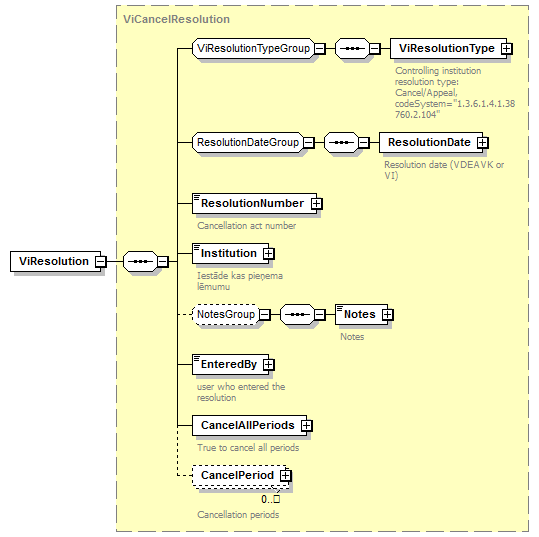 ViCancelResolution
ViResolutionTypeGroup
ViResolutionType
Controlling institution
resolution type:
Cancel/Appeal,
codeSystem="1.3.6.1.4.1.38
760.2.104"
ResolutionDateGroup
ResolutionDate
Resolution date (VDEAVK or
VI)
ResolutionNumber
Cancellation act number
ViResolution
Institution
Iestāde kas pieņema
lēmumu
NotesGroup
Notes
Notes
EnteredBy
user who entered the
resolution
CancelAllPeriods
True to cancel all periods
CancelPeriod
0..□
Cancellation periods